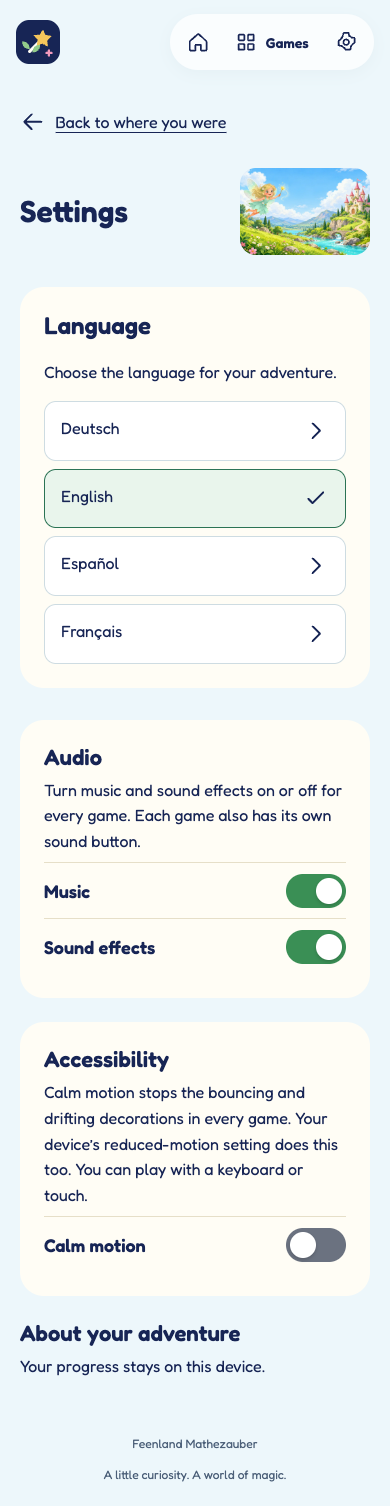 Games
Back to where you were
Settings
Language
Choose the language for your adventure.
Deutsch
English
Español
Français
Audio
Turn music and sound effects on or off for
every game. Each game also has its own
sound button.
Music
Sound effects
Accessibility
Calm motion stops the bouncing and
drifting decorations in every game. Your
device's reduced-motion setting does this
too. You can play with a keyboard or
touch.
Calm motion
About your adventure
Your progress stays on this device.
Feenland Mathezauber
A little curiosity. A world of magic.